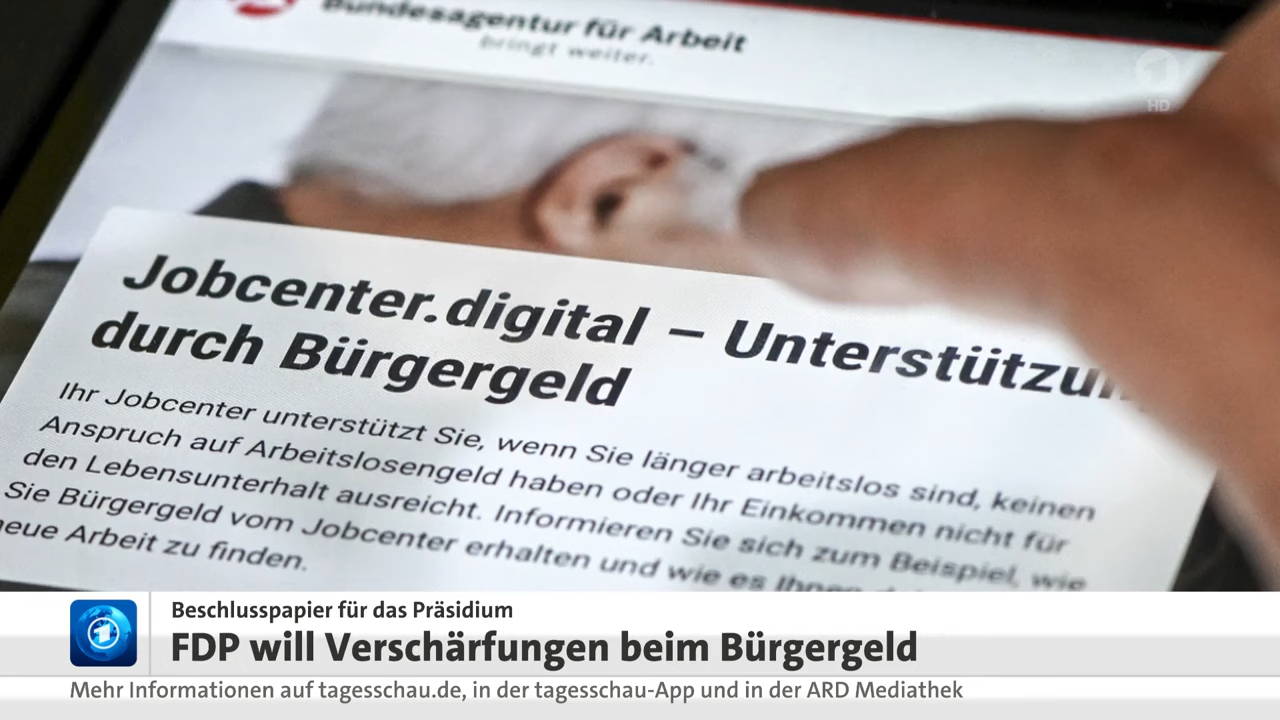 Bundesagentur für Arbeit
bringt weiter.
HD
Jobcenter.digital – 
durch Bürgergeld
Ihr Jobcenter unterstützt Sie, wenn Sie länger arbeitslos sind, keinen
Anspruch auf Arbeitslosengeld haben oder Ihr Einkommen nicht für
den Lebensunterhalt ausreicht. Informieren Sie sich zum Beispiel, wie
Sie Bürgergeld vom Jobcenter erhalten und wie es Ihnen
neue Arbeit zu finden.
Beschlusspapier für das Präsidium
FDP will Verschärfungen beim Bürgergeld
Mehr Informationen auf tagesschau.de, in der tagesschau-App und in der ARD Mediathek